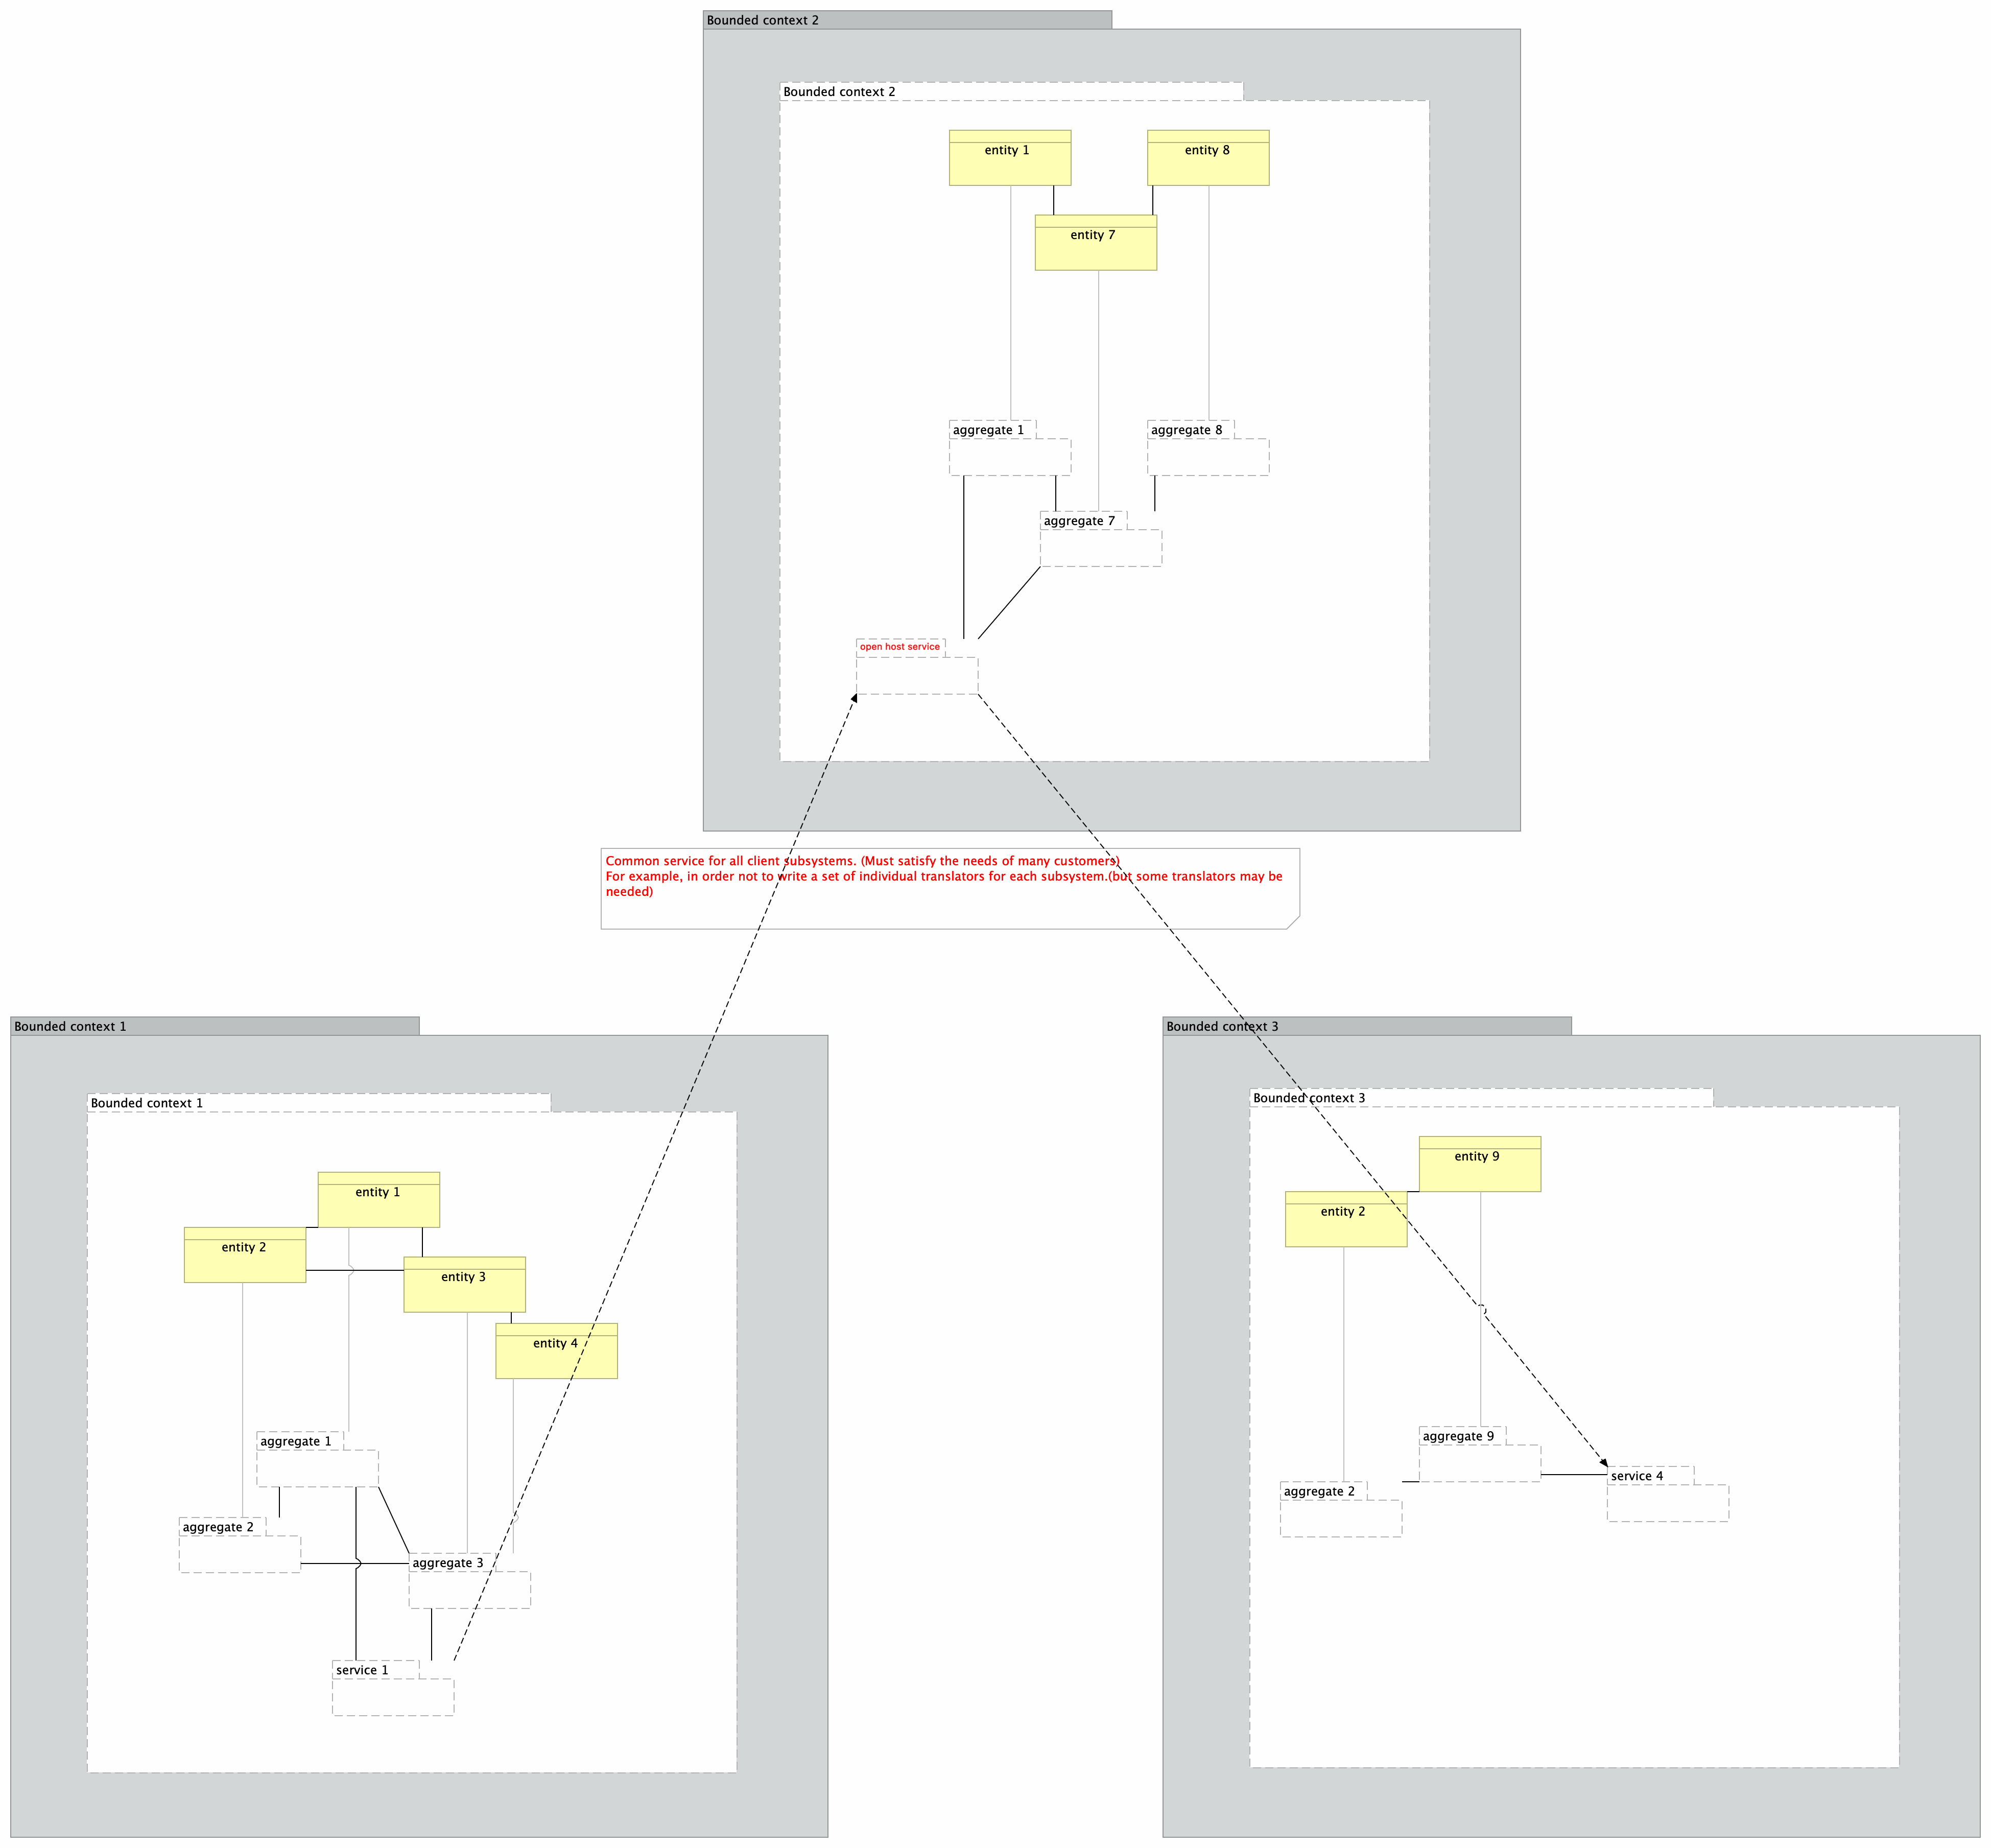 Bounded context 2
Bounded context 2
entity 1
entity 8
entity 7
aggregate 1
aggregate 8
aggregate 7
open host service
Common service for all client subsystems. (Must satisfy the needs of many customers)
For example, in order not to write a set of individual translators for each subsystem.(but some translators may be
needed)
Bounded context 1
Bounded context 1
entity 1
entity 2
entity 3
entity 4
aggregate 1
aggregate 2
aggregate 3
service 1
Bounded context 3
Bounded context 3
entity 9
entity 2
aggregate 9
aggregate 2
service 4